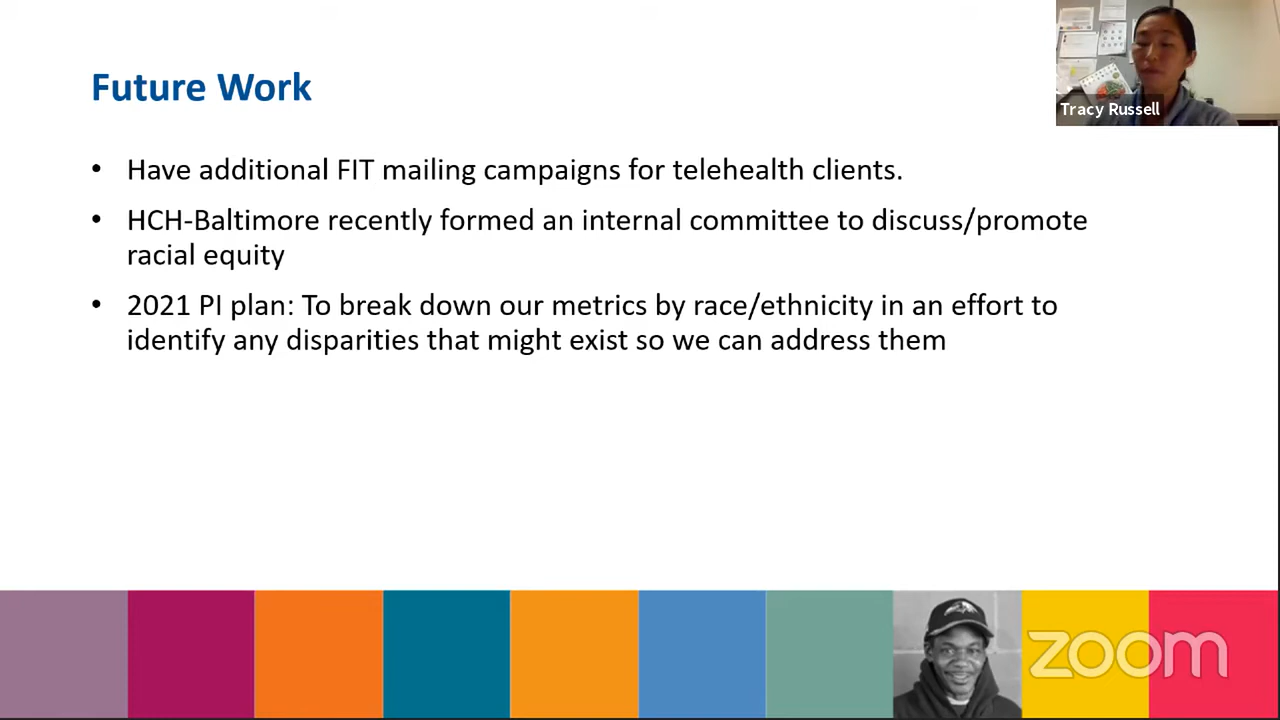 Future Work
Tracy Russell
• Have additional FIT mailing campaigns for telehealth clients.
• HCH-Baltimore recently formed an internal committee to discuss/promote
racial equity
• 2021 PI plan: To break down our metrics by race/ethnicity in an effort to
identify any disparities that might exist so we can address them
zoom